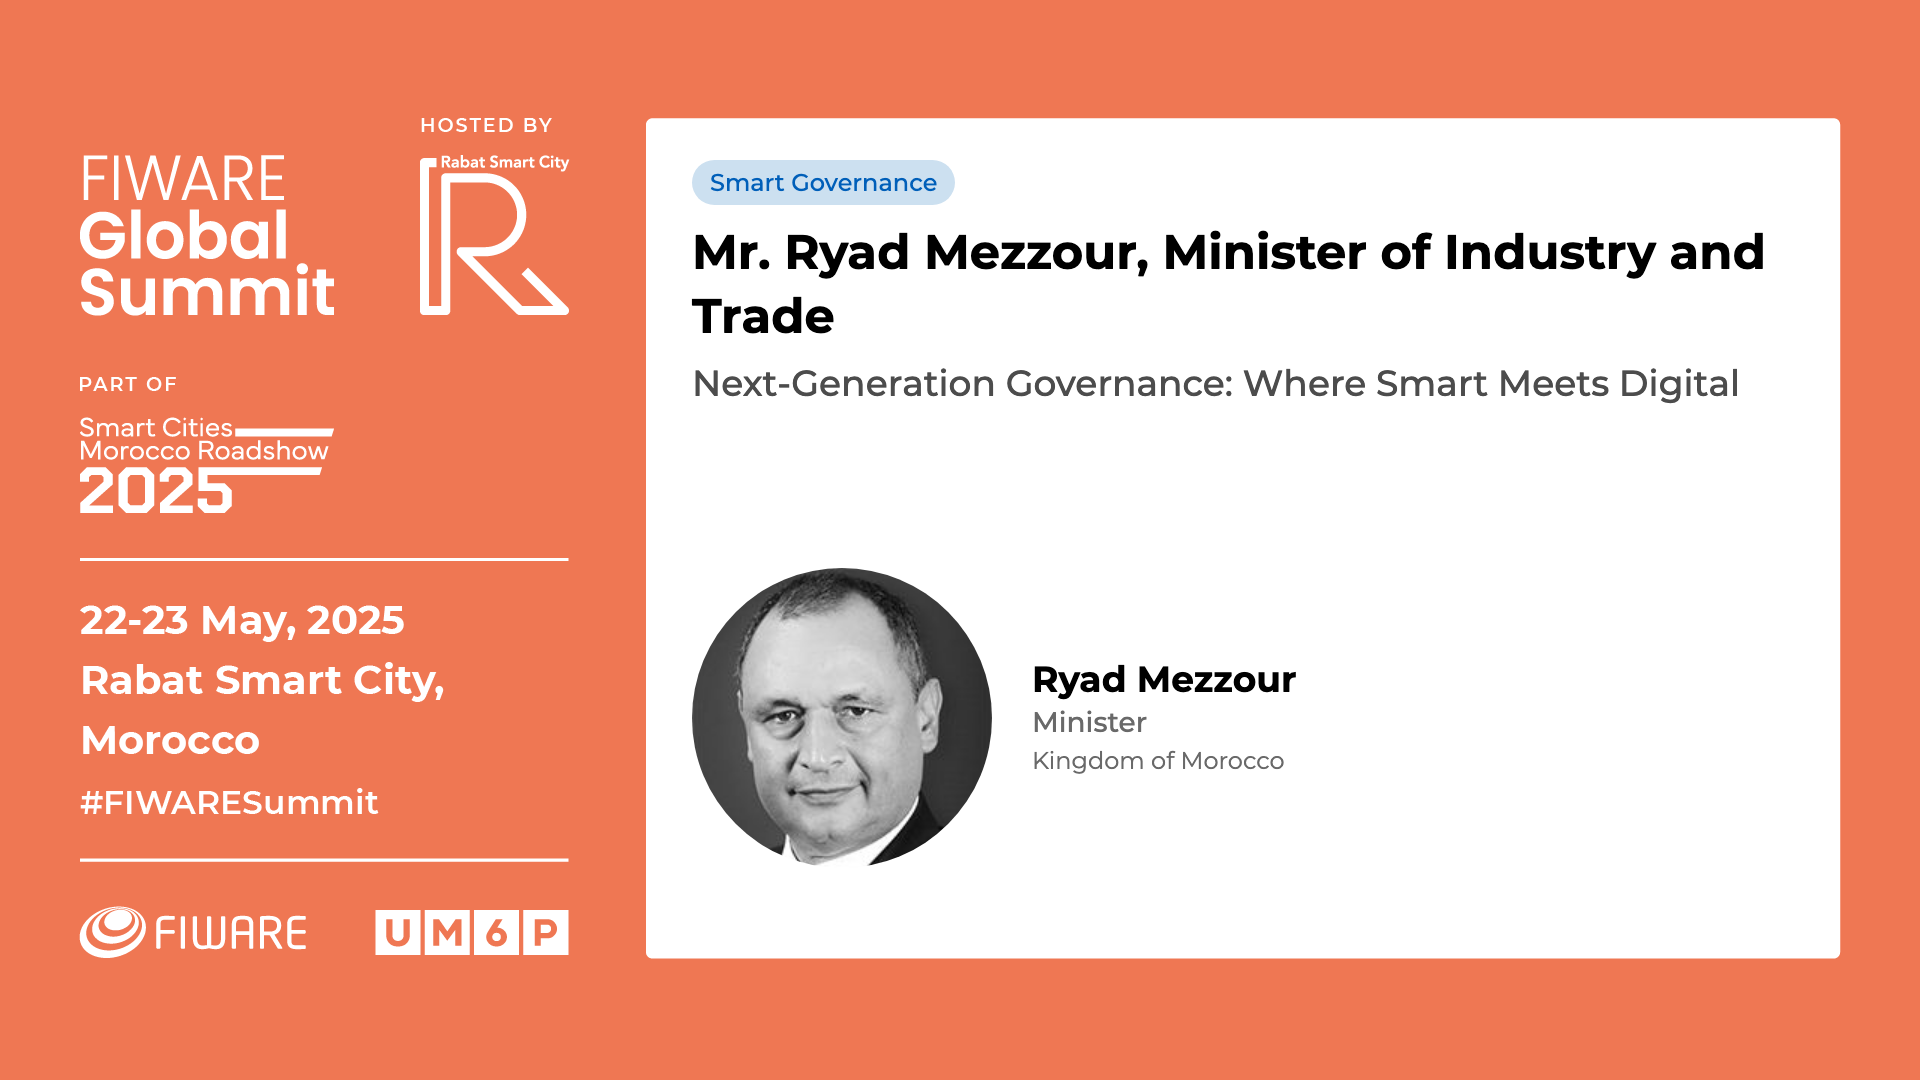 FIWARE
Global
Summit
HOSTED BY
Rabat Smart City
R
PART OF
Smart Cities
Morocco Roadshow
2025
22-23 May, 2025
Rabat Smart City,
Morocco
#FIWARESummit
FIWARE
UM6P
Smart Governance
Mr. Ryad Mezzour, Minister of Industry and
Trade
Next-Generation Governance: Where Smart Meets Digital
Ryad Mezzour
Minister
Kingdom of Morocco